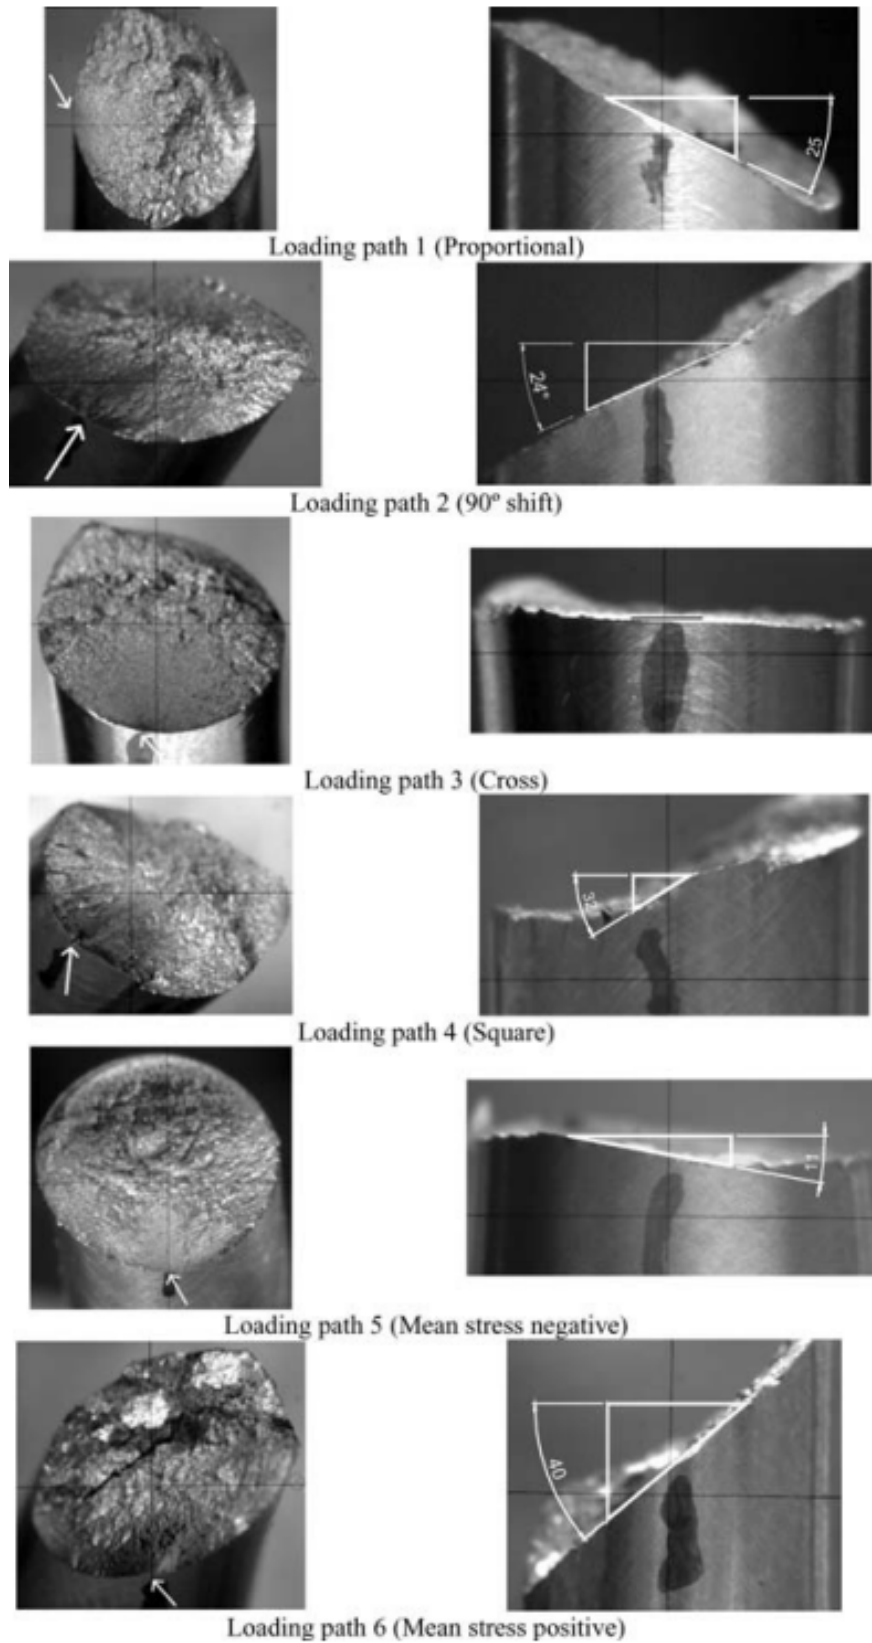 25
Loading path 1 (Proportional)
24°
Loading path 2 (90º shift)
Loading path 3 (Cross)
32
Loading path 4 (Square)
11
Loading path 5 (Mean stress negative)
40
Loading path 6 (Mean stress positive)